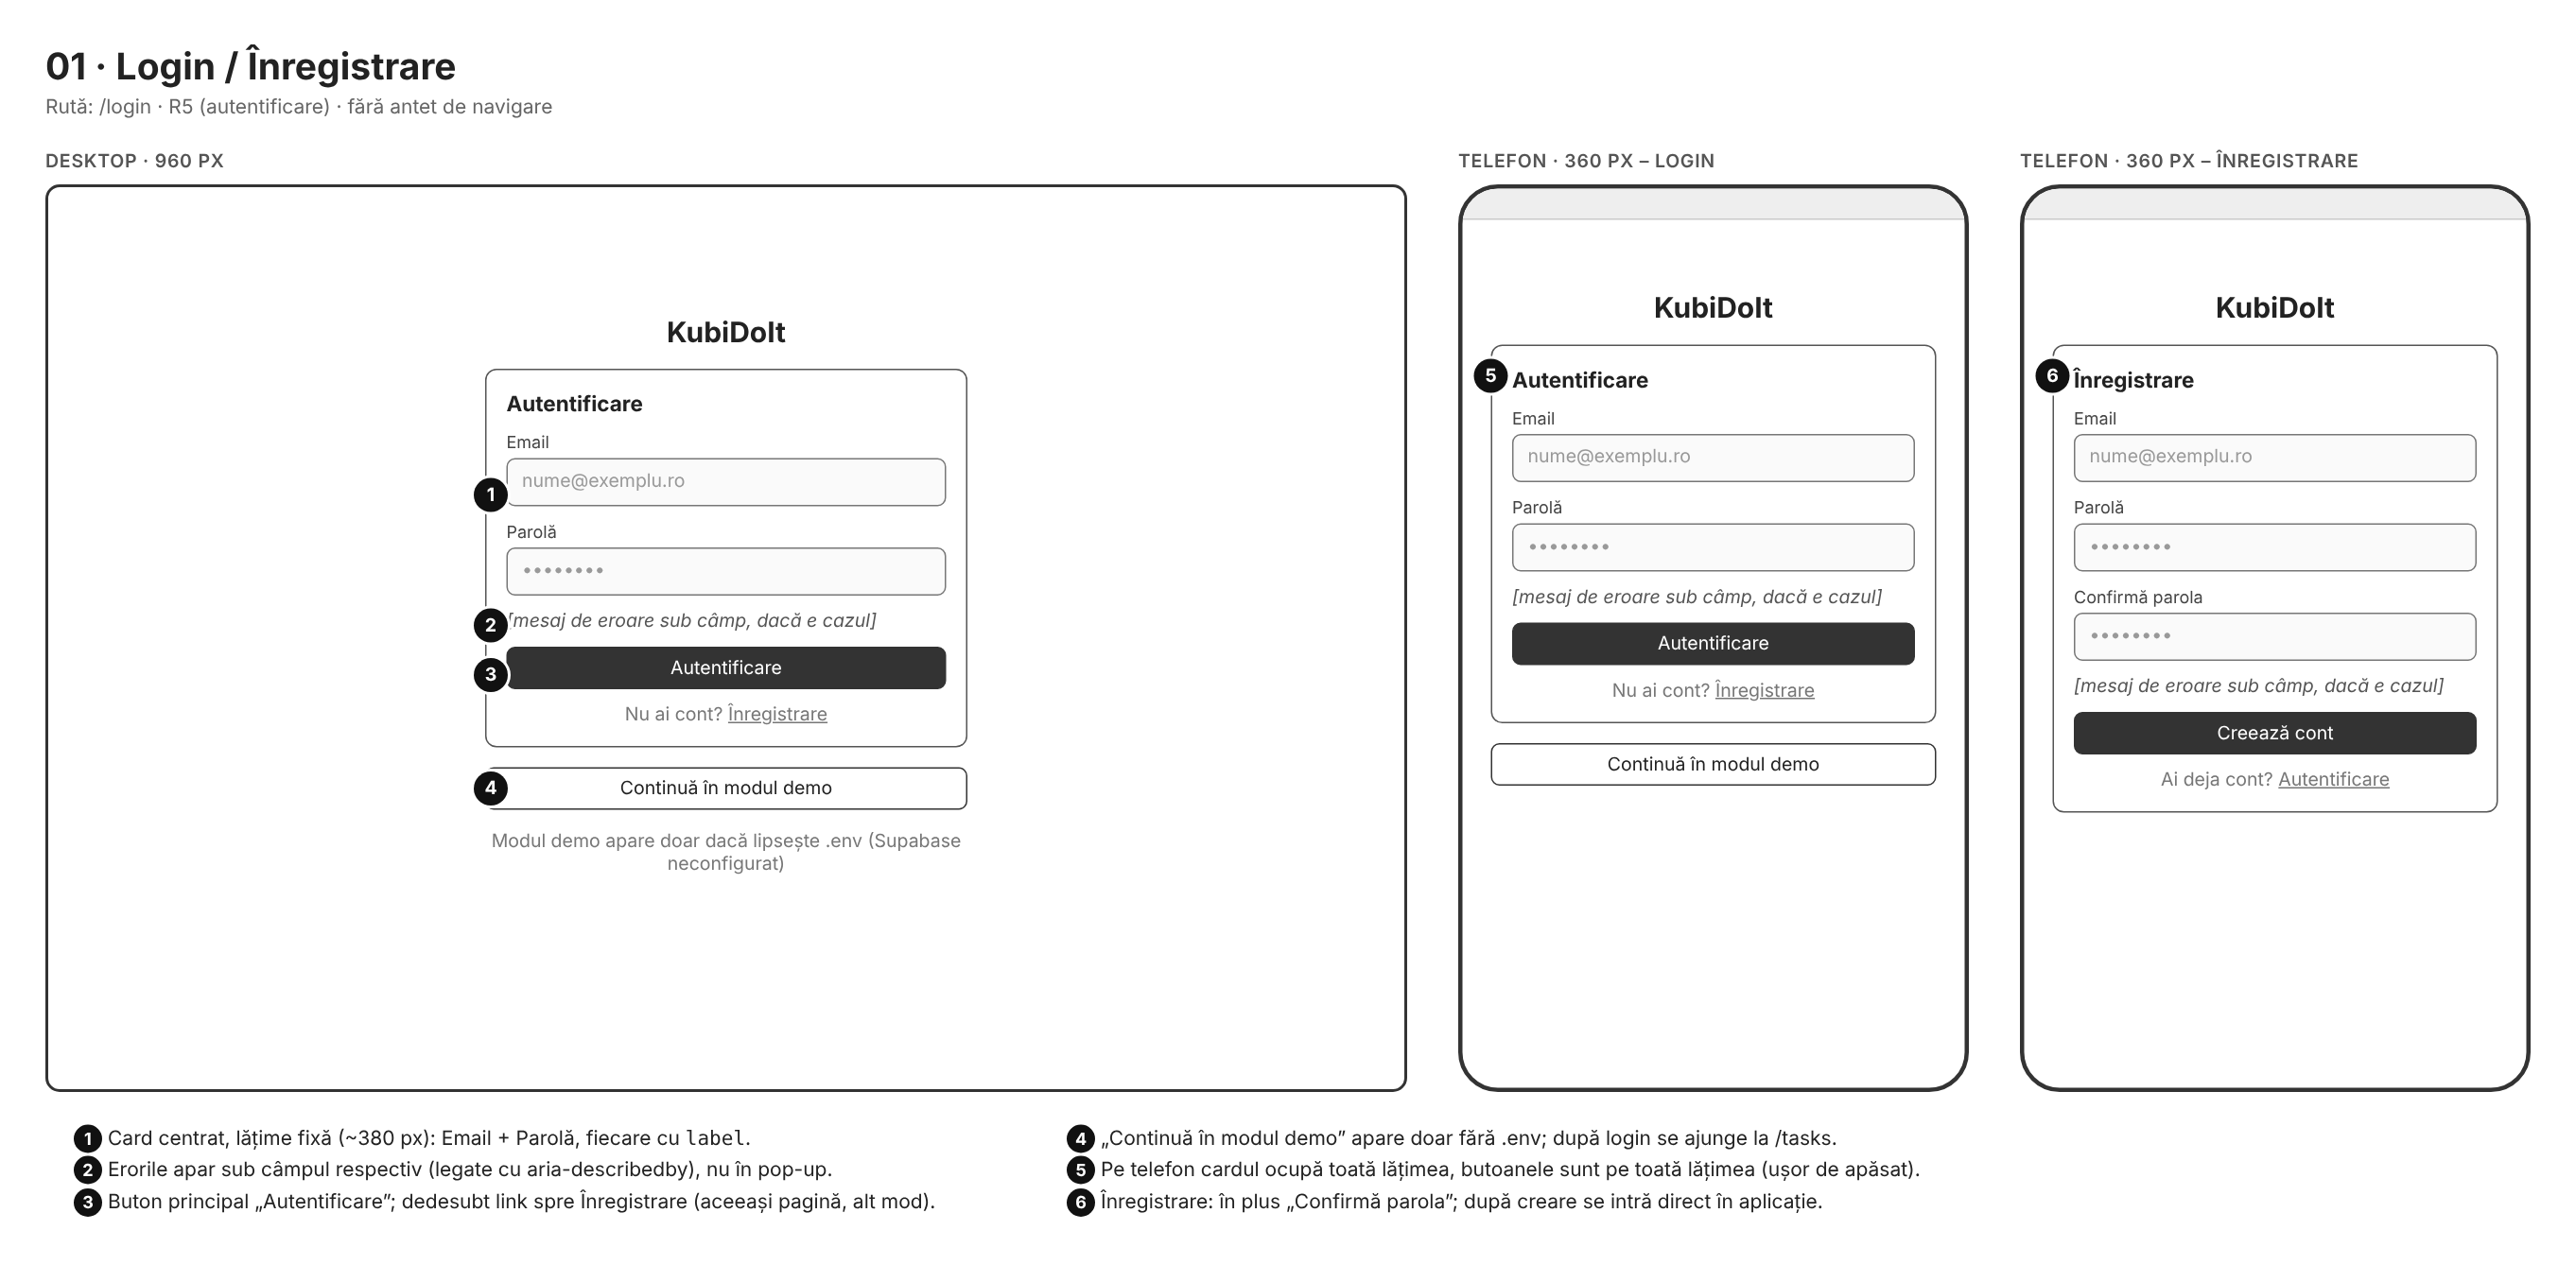 01 · Login / Înregistrare
Rută: /login · R5 (autentificare) · fără antet de navigare
DESKTOP · 960 PX
KubiDoIt
Autentificare
Email
nume@exemplu.ro
1
Parolă
••••••••
2 [mesaj de eroare sub câmp, dacă e cazul]
3 Autentificare
Nu ai cont? Înregistrare
4 Continuă în modul demo
Modul demo apare doar dacă lipsește .env (Supabase
neconfigurat)
TELEFON · 360 PX – LOGIN
KubiDoIt
5 Autentificare
Email
nume@exemplu.ro
Parolă
••••••••
[mesaj de eroare sub câmp, dacă e cazul]
Autentificare
Nu ai cont? Înregistrare
Continuă în modul demo
TELEFON · 360 PX – ÎNREGISTRARE
KubiDoIt
6 Înregistrare
Email
nume@exemplu.ro
Parolă
••••••••
Confirmă parola
••••••••
[mesaj de eroare sub câmp, dacă e cazul]
Creează cont
Ai deja cont? Autentificare
1 Card centrat, lățime fixă (~380 px): Email + Parolă, fiecare cu label.
2 Erorile apar sub câmpul respectiv (legate cu aria-describedby), nu în pop-up.
3 Buton principal „Autentificare”; dedesubt link spre Înregistrare (aceeași pagină, alt mod).
4 „Continuă în modul demo” apare doar fără .env; după login se ajunge la /tasks.
5 Pe telefon cardul ocupă toată lățimea, butoanele sunt pe toată lățimea (ușor de apăsat).
6 Înregistrare: în plus „Confirmă parola”; după creare se intră direct în aplicație.